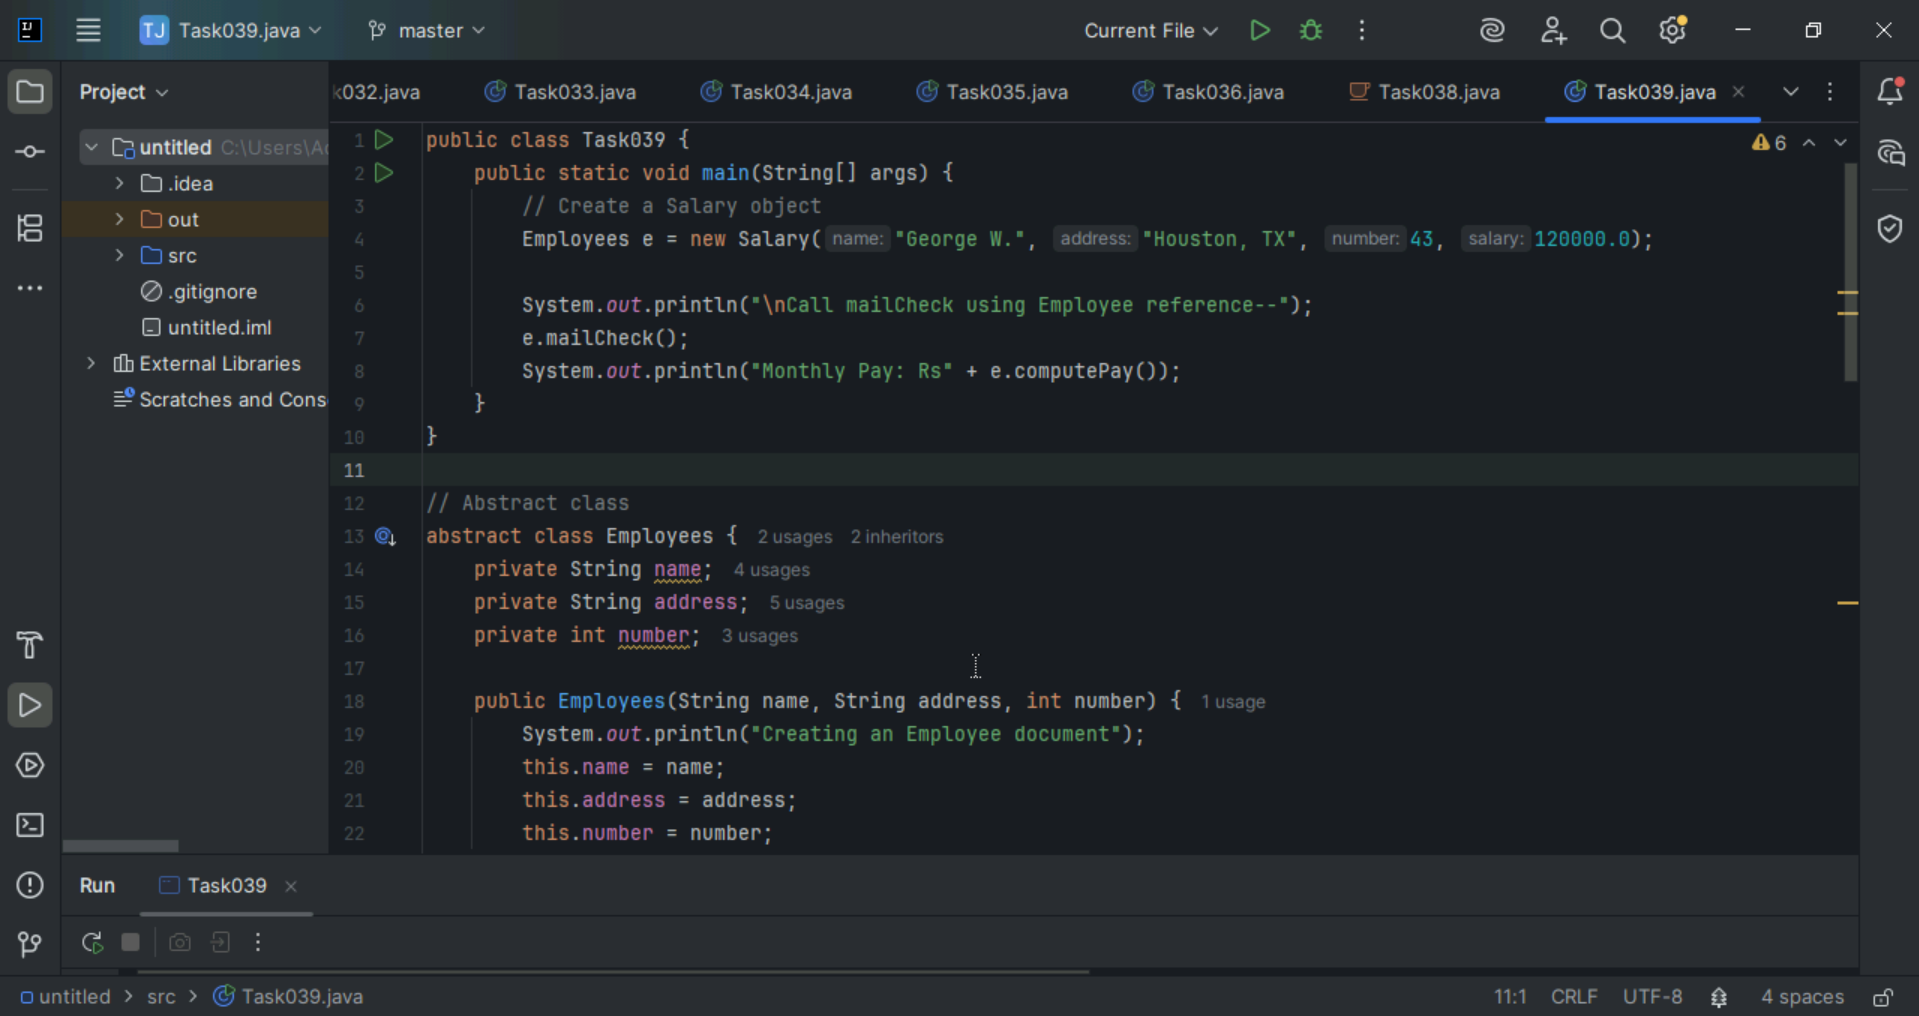 TJ Task039.java master Current File
Project
k032.java Task033.java Task034.java Task035.java Task036.java Task038.java Task039.java
untitled C:\Users\A
.idea
out
src
.gitignore
untitled.iml
External Libraries
Scratches and Cons
6
1 public class Task039 {
2 public static void main(String[] args) {
3 // Create a Salary object
4 Employees e = new Salary( name: "George W.", address: "Houston, TX", number: 43, salary: 120000.0);
5
6 System.out.println("\nCall mailCheck using Employee reference--");
7 e.mailCheck();
8 System.out.println("Monthly Pay: Rs" + e.computePay());
9 }
10 }
11
12 // Abstract class
13 abstract class Employees { 2 usages 2 inheritors
14 private String name; 4 usages
15 private String address; 5 usages
16 private int number; 3 usages
17
18 public Employees(String name, String address, int number) { 1 usage
19 System.out.println("Creating an Employee document");
20 this.name = name;
21 this.address = address;
22 this.number = number;
Run Task039
untitled > src > Task039.java 11:1 CRLF UTF-8 4 spaces